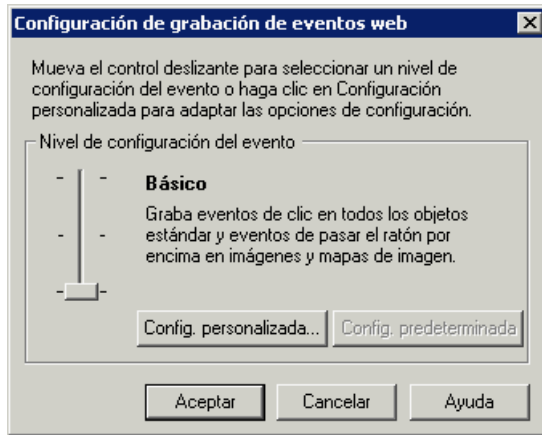 Configuración de grabación de eventos web
Mueva el control deslizante para seleccionar un nivel de
configuración del evento o haga clic en Configuración
personalizada para adaptar las opciones de configuración.
Nivel de configuración del evento
Básico
Graba eventos de clic en todos los objetos
estándar y eventos de pasar el ratón por
encima en imágenes y mapas de imagen.
Config. personalizada... Config. predeterminada
Aceptar Cancelar Ayuda